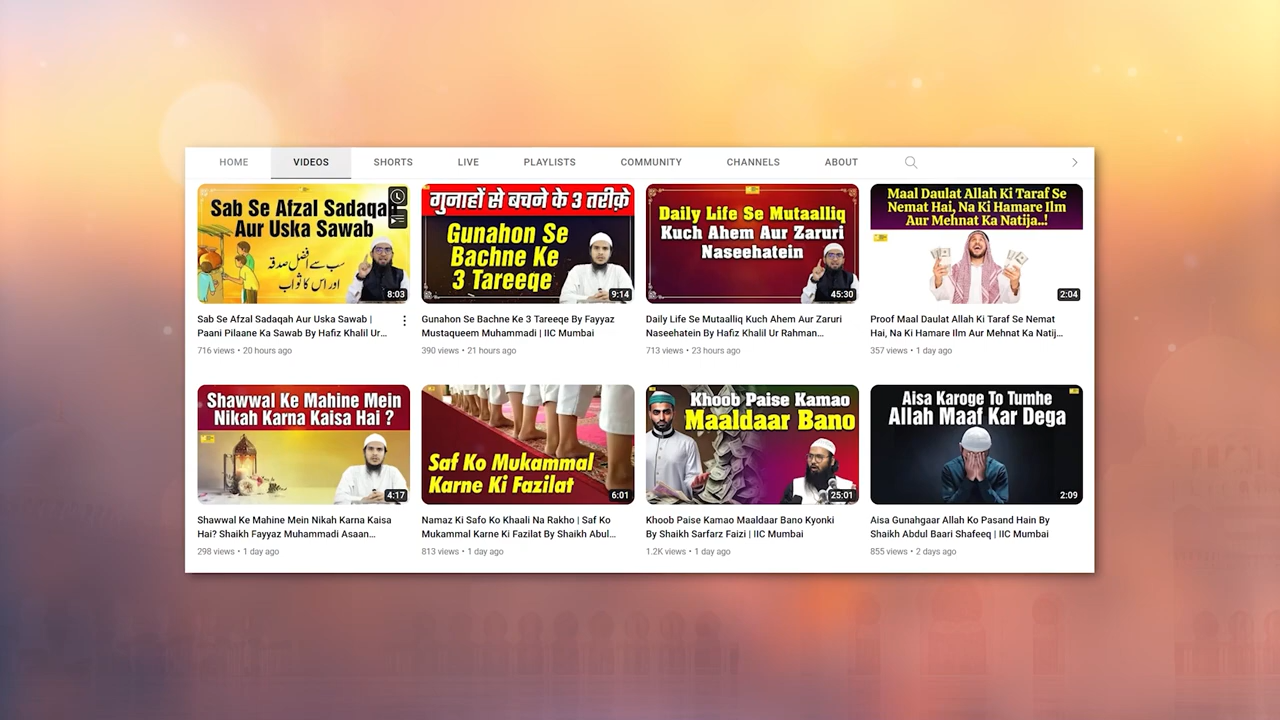 HOME VIDEOS SHORTS LIVE PLAYLISTS COMMUNITY CHANNELS ABOUT
Sab Se Afzal Sadaqah
Aur Uska Sawab
سب سے افضل صدقہ
اور اس کا ثواب
8:03
Sab Se Afzal Sadaqah Aur Uska Sawab |
Paani Pilaane Ka Sawab By Hafiz Khalil Ur...
716 views • 20 hours ago
गुनाहों से बचने के 3 तरीक़े
Gunahon Se
Bachne Ke
3 Tareeqe
9:14
Gunahon Se Bachne Ke 3 Tareeqe By Fayyaz
Mustaqueem Muhammadi | IIC Mumbai
390 views • 21 hours ago
Daily Life Se Mutaalliq
Kuch Ahem Aur Zaruri
Naseehatein
45:30
Daily Life Se Mutaalliq Kuch Ahem Aur Zaruri
Naseehatein By Hafiz Khalil Ur Rahman...
713 views • 23 hours ago
Maal Daulat Allah Ki Taraf Se
Nemat Hai, Na Ki Hamare Ilm
Aur Mehnat Ka Natija..!
2:04
Proof Maal Daulat Allah Ki Taraf Se Nemat
Hai, Na Ki Hamare Ilm Aur Mehnat Ka Natij...
357 views • 1 day ago
Shawwal Ke Mahine Mein
Nikah Karna Kaisa Hai ?
4:17
Shawwal Ke Mahine Mein Nikah Karna Kaisa
Hai? Shaikh Fayyaz Muhammadi Asaan...
298 views • 1 day ago
Saf Ko Mukammal
Karne Ki Fazilat
6:01
Namaz Ki Safo Ko Khaali Na Rakho | Saf Ko
Mukammal Karne Ki Fazilat By Shaikh Abul...
813 views • 1 day ago
Khoob Paise Kamao
Maaldaar Bano
25:01
Khoob Paise Kamao Maaldaar Bano Kyonki
By Shaikh Sarfarz Faizi | IIC Mumbai
1.2K views • 1 day ago
Aisa Karoge To Tumhe
Allah Maaf Kar Dega
2:09
Aisa Gunahgaar Allah Ko Pasand Hain By
Shaikh Abdul Baari Shafeeq | IIC Mumbai
855 views • 2 days ago